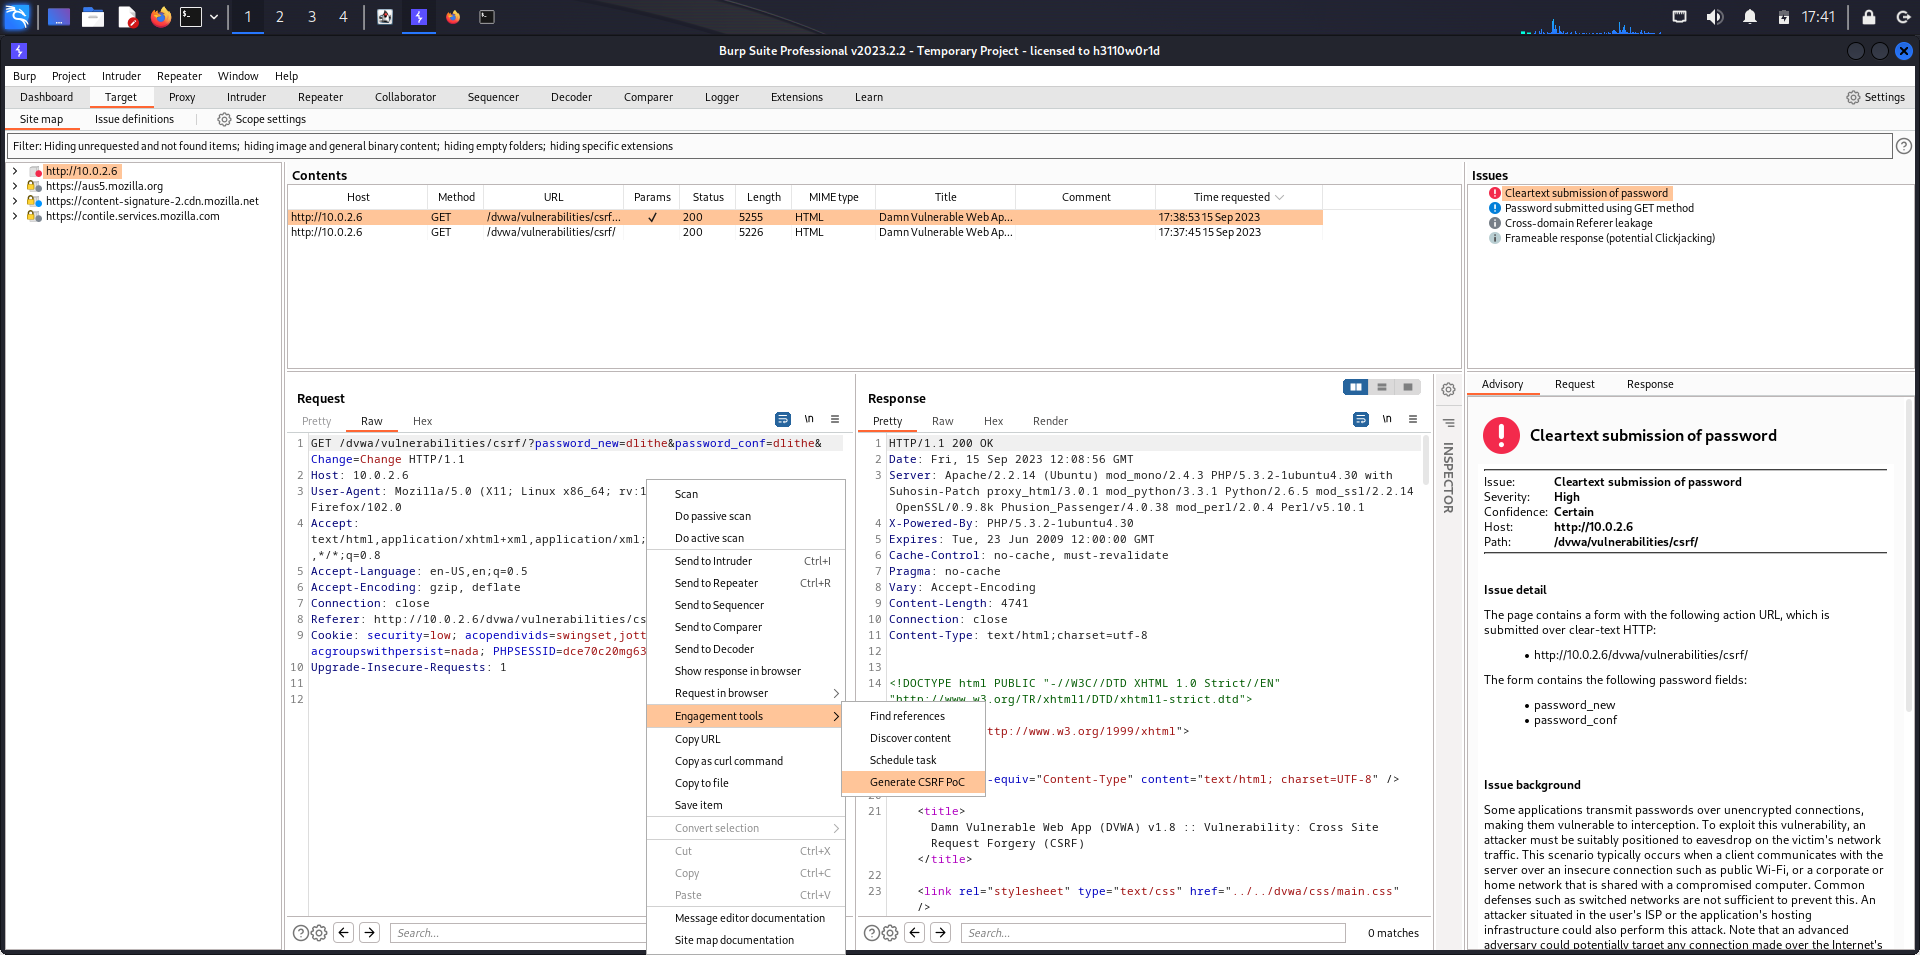 1 2 3 4
17:41
Burp Suite Professional v2023.2.2 - Temporary Project - licensed to h3110w0r1d
Burp Project Intruder Repeater Window Help
Dashboard Target Proxy Intruder Repeater Collaborator Sequencer Decoder Comparer Logger Extensions Learn Settings
Site map Issue definitions Scope settings
Filter: Hiding unrequested and not found items; hiding image and general binary content; hiding empty folders; hiding specific extensions
http://10.0.2.6
https://aus5.mozilla.org
https://content-signature-2.cdn.mozilla.net
https://contile.services.mozilla.com
Contents
Host Method URL Params Status Length MIME type Title Comment Time requested
http://10.0.2.6 GET /dvwa/vulnerabilities/csrf... ✓ 200 5255 HTML Damn Vulnerable Web Ap... 17:38:53 15 Sep 2023
http://10.0.2.6 GET /dvwa/vulnerabilities/csrf/ 200 5226 HTML Damn Vulnerable Web Ap... 17:37:45 15 Sep 2023
Issues
Cleartext submission of password
Password submitted using GET method
Cross-domain Referer leakage
Frameable response (potential Clickjacking)
Request
Pretty Raw Hex
\n
1 GET /dvwa/vulnerabilities/csrf/?password_new=dlithe&password_conf=dlithe&
Change=Change HTTP/1.1
2 Host: 10.0.2.6
3 User-Agent: Mozilla/5.0 (X11; Linux x86_64; rv:1
Firefox/102.0
4 Accept:
text/html,application/xhtml+xml,application/xml;
,*/*;q=0.8
5 Accept-Language: en-US,en;q=0.5
6 Accept-Encoding: gzip, deflate
7 Connection: close
8 Referer: http://10.0.2.6/dvwa/vulnerabilities/cs
9 Cookie: security=low; acopendivids=swingset,jott
acgroupswithpersist=nada; PHPSESSID=dce70c20mg63
10 Upgrade-Insecure-Requests: 1
11
12
Search...
Scan
Do passive scan
Do active scan
Send to Intruder Ctrl+I
Send to Repeater Ctrl+R
Send to Sequencer
Send to Comparer
Send to Decoder
Show response in browser
Request in browser
Engagement tools
Copy URL
Copy as curl command
Copy to file
Save item
Convert selection
Cut Ctrl+X
Copy Ctrl+C
Paste Ctrl+V
Message editor documentation
Site map documentation
Find references
Discover content
Schedule task
Generate CSRF PoC
Response
Pretty Raw Hex Render
\n
1 HTTP/1.1 200 OK
2 Date: Fri, 15 Sep 2023 12:08:56 GMT
3 Server: Apache/2.2.14 (Ubuntu) mod_mono/2.4.3 PHP/5.3.2-1ubuntu4.30 with
Suhosin-Patch proxy_html/3.0.1 mod_python/3.3.1 Python/2.6.5 mod_ssl/2.2.14
OpenSSL/0.9.8k Phusion_Passenger/4.0.38 mod_perl/2.0.4 Perl/v5.10.1
4 X-Powered-By: PHP/5.3.2-1ubuntu4.30
5 Expires: Tue, 23 Jun 2009 12:00:00 GMT
6 Cache-Control: no-cache, must-revalidate
7 Pragma: no-cache
8 Vary: Accept-Encoding
9 Content-Length: 4741
10 Connection: close
11 Content-Type: text/html;charset=utf-8
12
13
14 <!DOCTYPE html PUBLIC "-//W3C//DTD XHTML 1.0 Strict//EN"
"http://www.w3.org/TR/xhtml1/DTD/xhtml1-strict.dtd">
ttp://www.w3.org/1999/xhtml">
-equiv="Content-Type" content="text/html; charset=UTF-8" />
21 <title>
Damn Vulnerable Web App (DVWA) v1.8 :: Vulnerability: Cross Site
Request Forgery (CSRF)
</title>
22
23 <link rel="stylesheet" type="text/css" href="../../dvwa/css/main.css"
/>
Search...
0 matches
INSPECTOR
Advisory Request Response
Cleartext submission of password
Issue: Cleartext submission of password
Severity: High
Confidence: Certain
Host: http://10.0.2.6
Path: /dvwa/vulnerabilities/csrf/
Issue detail
The page contains a form with the following action URL, which is
submitted over clear-text HTTP:
• http://10.0.2.6/dvwa/vulnerabilities/csrf/
The form contains the following password fields:
• password_new
• password_conf
Issue background
Some applications transmit passwords over unencrypted connections,
making them vulnerable to interception. To exploit this vulnerability, an
attacker must be suitably positioned to eavesdrop on the victim's network
traffic. This scenario typically occurs when a client communicates with the
server over an insecure connection such as public Wi-Fi, or a corporate or
home network that is shared with a compromised computer. Common
defenses such as switched networks are not sufficient to prevent this. An
attacker situated in the user's ISP or the application's hosting
infrastructure could also perform this attack. Note that an advanced
adversary could potentially target any connection made over the Internet's